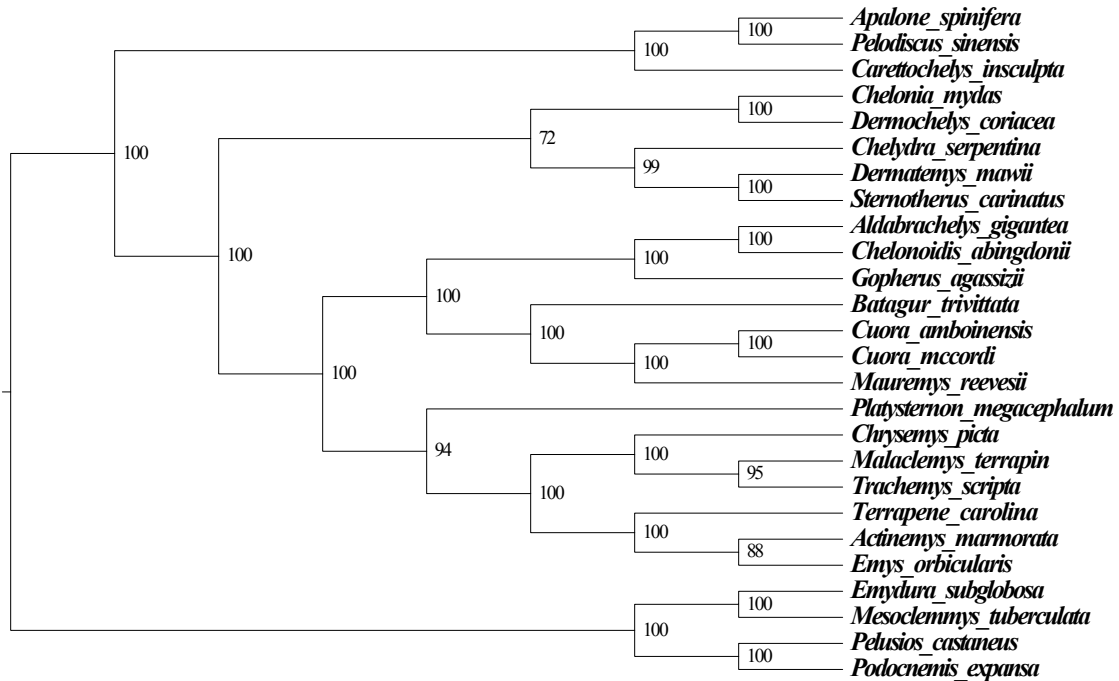 Apalone_spinifera
100
Pelodiscus_sinensis
100
Carettochelys_insculpta
Chelonia_mydas
100
Dermochelys_coriacea
72
100
Chelydra_serpentina
99
Dermatemys_mawii
100
Sternotherus_carinatus
Aldabrachelys_gigantea
100
Chelonoidis_abingdonii
100
100
Gopherus_agassizii
100
Batagur_trivittata
100
Cuora_amboinensis
100
Cuora_mccordi
100
100
Mauremys_reevesii
Platysternon_megacephalum
Chrysemys_picta
94
100
Malaclemys_terrapin
95
Trachemys_scripta
100
Terrapene_carolina
100
Actinemys_marmorata
88
Emys_orbicularis
Emydura_subglobosa
100
Mesoclemmys_tuberculata
100
Pelusios_castaneus
100
Podocnemis_expansa